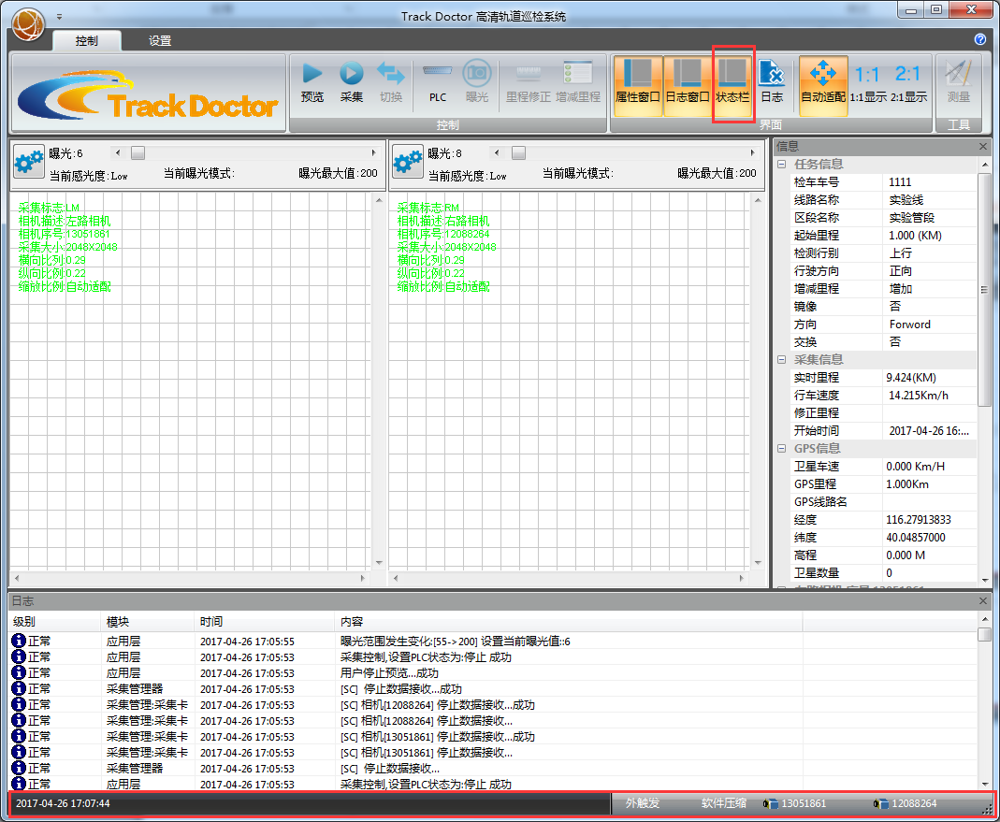 Track Doctor 高清轨道巡检系统
控制 设置
Track Doctor
预览 采集 切换 PLC 曝光 里程修正 增减里程
控制
属性窗口 日志窗口 状态栏 日志 自动适配 1:1 1:1显示 2:1 2:1显示
界面
测量
工具
曝光:6
当前感光度:Low 当前曝光模式: 曝光最大值:200
曝光:8
当前感光度:Low 当前曝光模式: 曝光最大值:200
采集标志:LM
相机描述:左路相机
相机序号:13051861
采集大小:2048X2048
横向比列:0.29
纵向比例:0.22
缩放比例:自动适配
采集标志:RM
相机描述:右路相机
相机序号:12088264
采集大小:2048X2048
横向比列:0.29
纵向比例:0.22
缩放比例:自动适配
信息
任务信息
检车车号 1111
线路名称 实验线
区段名称 实验管段
起始里程 1.000 (KM)
检测行别 上行
行驶方向 正向
增减里程 增加
镜像 否
方向 Forword
交换 否
采集信息
实时里程 9.424(KM)
行车速度 14.215Km/h
修正里程
开始时间 2017-04-26 16:...
GPS信息
卫星车速 0.000 Km/H
GPS里程 1.000Km
GPS线路名
经度 116.27913833
纬度 40.04857000
高程 0.000 M
卫星数量 0
日志
级别 模块 时间 内容
正常 应用层 2017-04-26 17:05:55 曝光范围发生变化:[55->200] 设置当前曝光值::6
正常 应用层 2017-04-26 17:05:53 采集控制,设置PLC状态为:停止 成功
正常 应用层 2017-04-26 17:05:53 用户停止预览...成功
正常 采集管理器 2017-04-26 17:05:53 [SC] 停止数据接收...成功
正常 采集管理:采集卡 2017-04-26 17:05:53 [SC] 相机[12088264] 停止数据接收...成功
正常 采集管理:采集卡 2017-04-26 17:05:53 [SC] 相机[12088264] 停止数据接收...
正常 采集管理:采集卡 2017-04-26 17:05:53 [SC] 相机[13051861] 停止数据接收...成功
正常 采集管理:采集卡 2017-04-26 17:05:53 [SC] 相机[13051861] 停止数据接收...
正常 采集管理器 2017-04-26 17:05:53 [SC] 停止数据接收...
正常 应用层 2017-04-26 17:05:53 采集控制,设置PLC状态为:停止 成功
2017-04-26 17:07:44 外触发 软件压缩 13051861 12088264